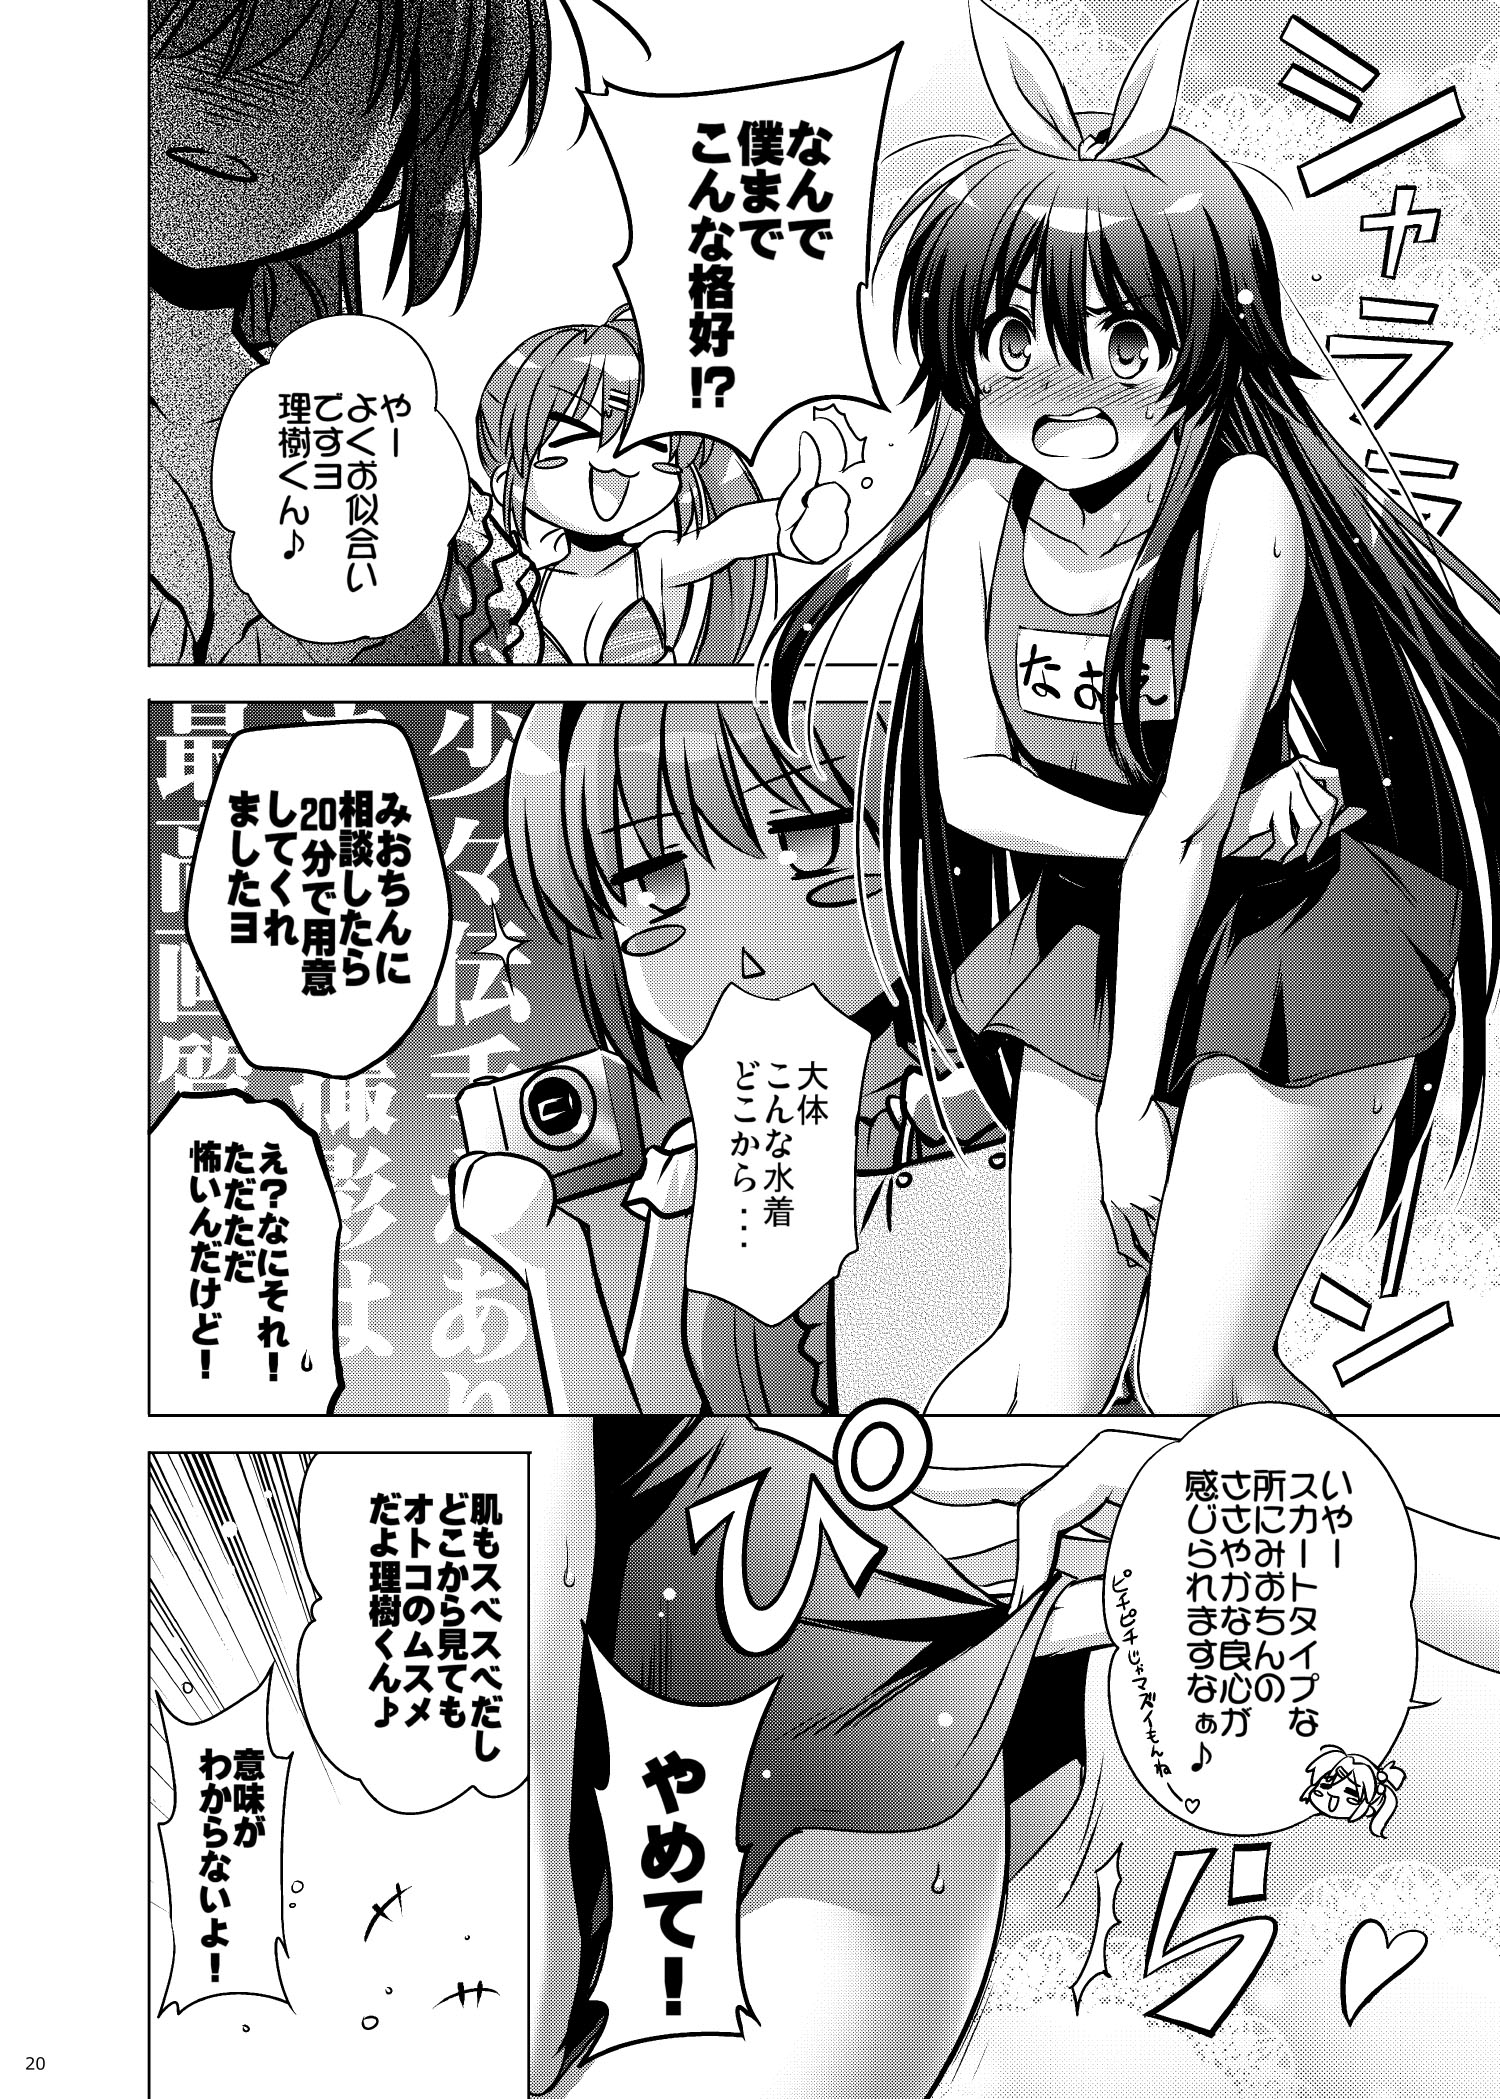 シャラララーン
なんで
僕まで
こんな格好!?
やー
よくお似合い
ですヨ
理樹くん♪
なおえ
大体
こんな水着
どこから・・・
みおちんに
相談したら
20分で用意
してくれ
ましたヨ
え?なにそれ!
ただただ
怖いんだけど!
いやー
スカートタイプな
所にみおちんの
ささやかな良心が
感じられますなぁ♪
ピチピチじゃマズイもんねー♡
ぴら
やめて!
肌もスベスベだし
どこから見ても
オトコのムスメ
だよ理樹くん♪
意味が
わからないよ!
20